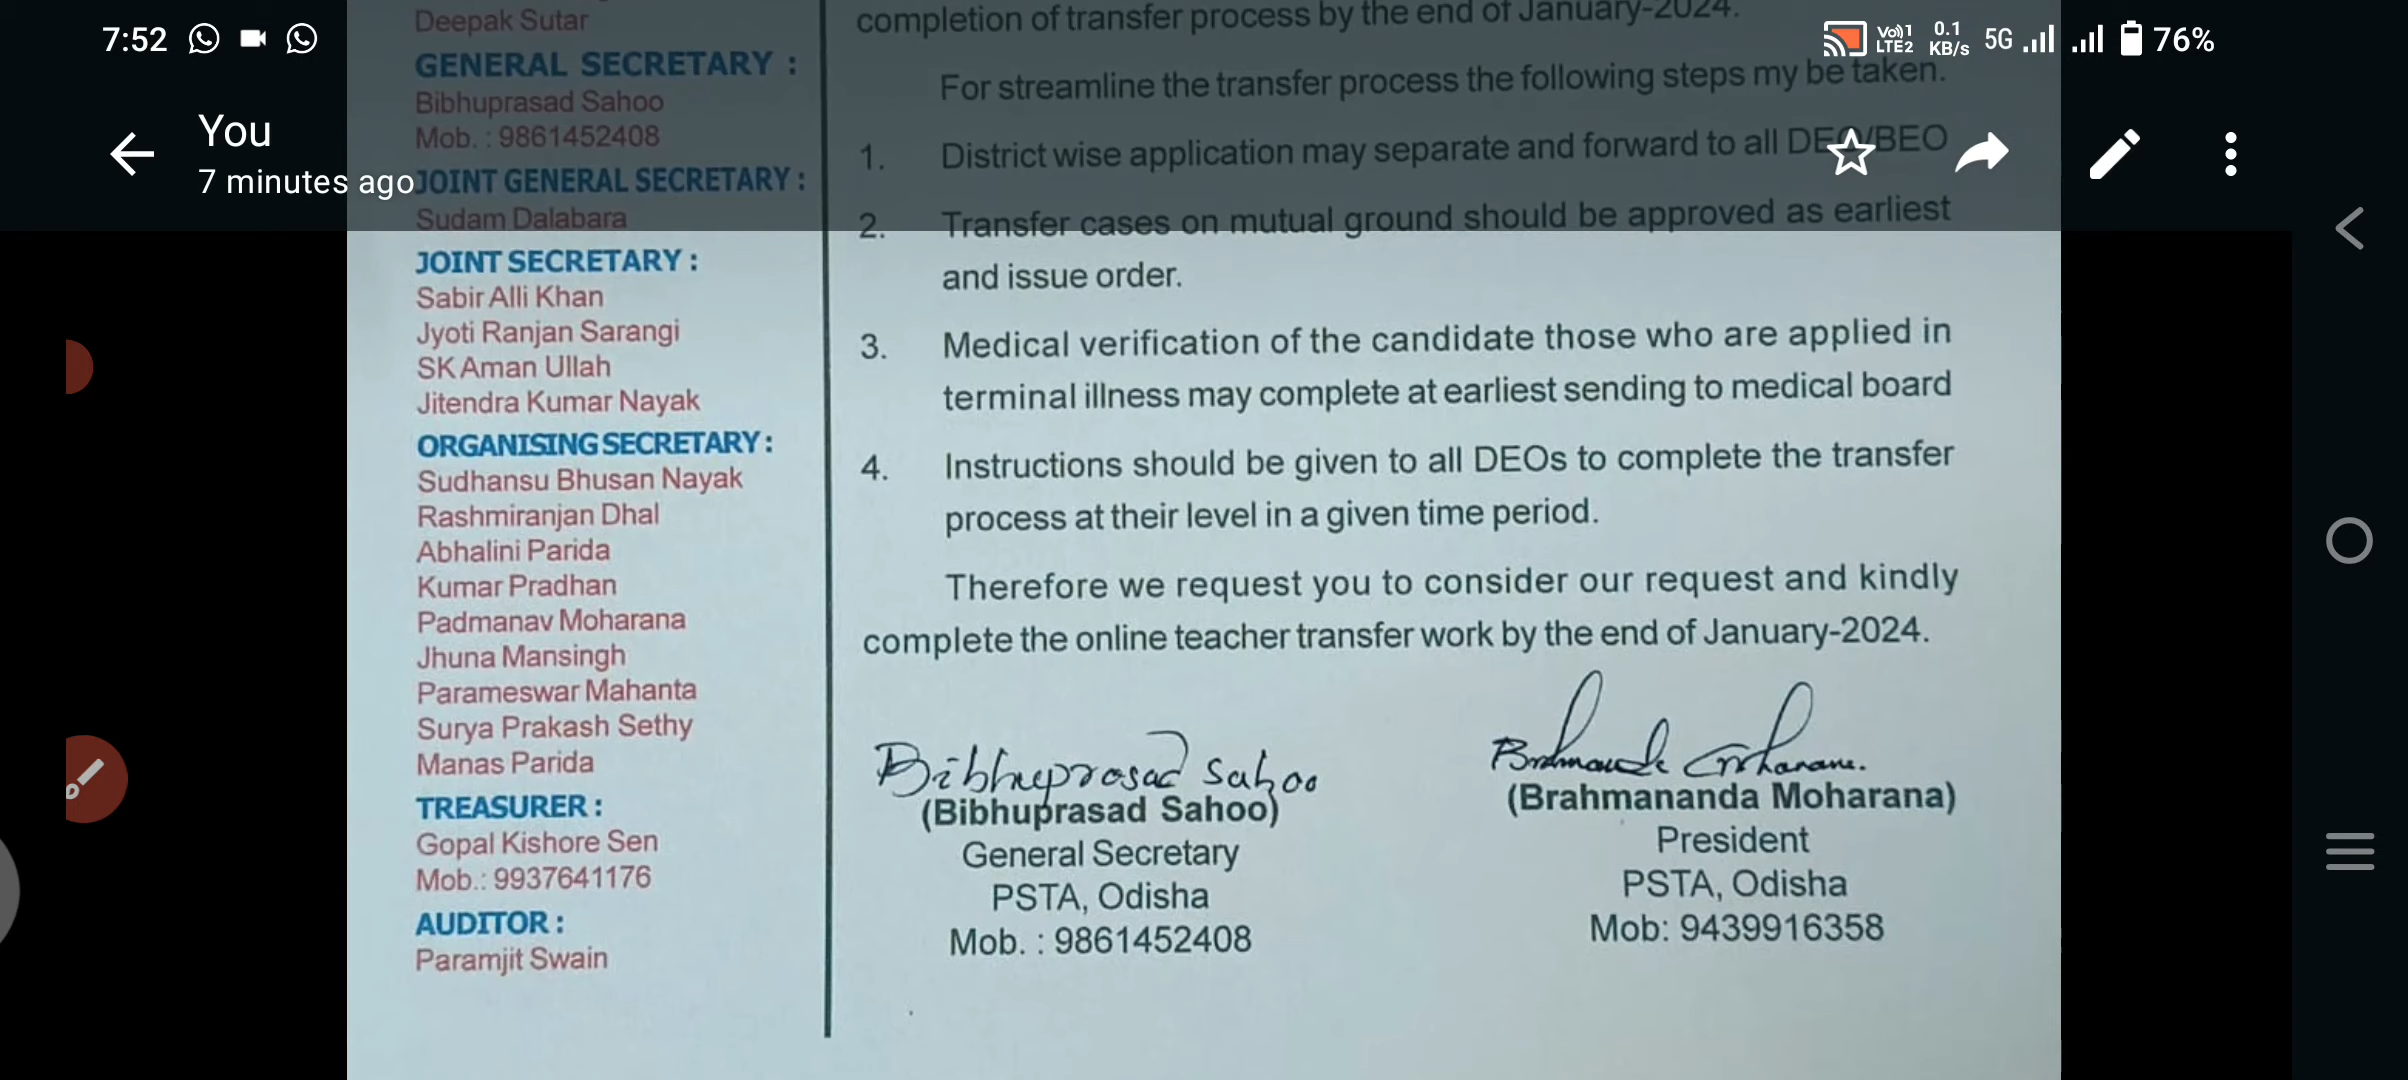 7:52
Vo))1 LTE2
0.1 KB/s
5G
76%
You
7 minutes ago
Deepak Sutar
GENERAL SECRETARY :
Bibhuprasad Sahoo
Mob. : 9861452408
JOINT GENERAL SECRETARY :
Sudam Dalabara
JOINT SECRETARY :
Sabir Alli Khan
Jyoti Ranjan Sarangi
SK Aman Ullah
Jitendra Kumar Nayak
ORGANISING SECRETARY :
Sudhansu Bhusan Nayak
Rashmiranjan Dhal
Abhalini Parida
Kumar Pradhan
Padmanav Moharana
Jhuna Mansingh
Parameswar Mahanta
Surya Prakash Sethy
Manas Parida
TREASURER :
Gopal Kishore Sen
Mob.: 9937641176
AUDITOR :
Paramjit Swain
completion of transfer process by the end of January-2024.
For streamline the transfer process the following steps my be taken.
1. District wise application may separate and forward to all DEO/BEO
2. Transfer cases on mutual ground should be approved as earliest
and issue order.
3. Medical verification of the candidate those who are applied in
terminal illness may complete at earliest sending to medical board
4. Instructions should be given to all DEOs to complete the transfer
process at their level in a given time period.
Therefore we request you to consider our request and kindly
complete the online teacher transfer work by the end of January-2024.
Bibhuprasad Sahoo
(Bibhuprasad Sahoo)
General Secretary
PSTA, Odisha
Mob. : 9861452408
(Brahmananda Moharana)
President
PSTA, Odisha
Mob: 9439916358